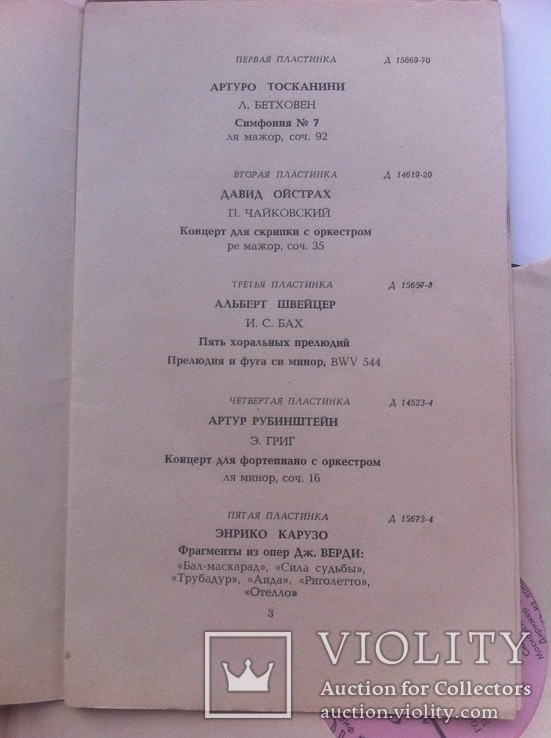 ПЕРВАЯ ПЛАСТИНКА Д 15669-70
АРТУРО ТОСКАНИНИ
Л. БЕТХОВЕН
Симфония № 7
ля мажор, соч. 92
ВТОРАЯ ПЛАСТИНКА Д 14619-20
ДАВИД ОЙСТРАХ
П. ЧАЙКОВСКИЙ
Концерт для скрипки с оркестром
ре мажор, соч. 35
ТРЕТЬЯ ПЛАСТИНКА Д 15657-8
АЛЬБЕРТ ШВЕЙЦЕР
И. С. БАХ
Пять хоральных прелюдий
Прелюдия и фуга си минор, BWV 544
ЧЕТВЕРТАЯ ПЛАСТИНКА Д 14523-4
АРТУР РУБИНШТЕЙН
Э. ГРИГ
Концерт для фортепиано с оркестром
ля минор, соч. 16
ПЯТАЯ ПЛАСТИНКА Д 15673-4
ЭНРИКО КАРУЗО
Фрагменты из опер Дж. ВЕРДИ:
«Бал-маскарад», «Сила судьбы»,
«Трубадур», «Аида», «Риголетто»,
«Отелло»
3
VIOLITY
Auction for Collectors
auction.violity.com
Дирижер